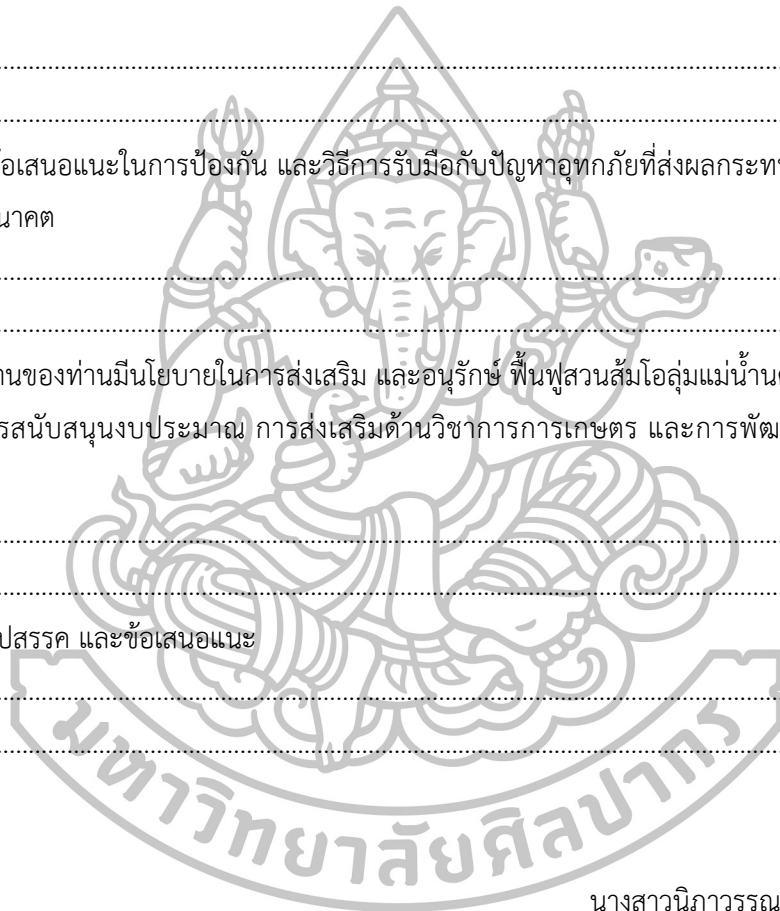 ...........................................................................................
...........................................................................................
ข้อเสนอแนะในการป้องกัน และวิธีการรับมือกับปัญหาอุทกภัยที่ส่งผลกระท
นาคต
...........................................................................................
...........................................................................................
านของท่านมีนโยบายในการส่งเสริม และอนุรักษ์ ฟื้นฟูสวนส้มโอลุ่มแม่น้ำน
รสนับสนุนงบประมาณ การส่งเสริมด้านวิชาการการเกษตร และการพัฒ
...........................................................................................
...........................................................................................
ปสรรค และข้อเสนอแนะ
...........................................................................................
...........................................................................................
มหาวิทยาลัยศิลปากร
นางสาวนิภาวรรณ